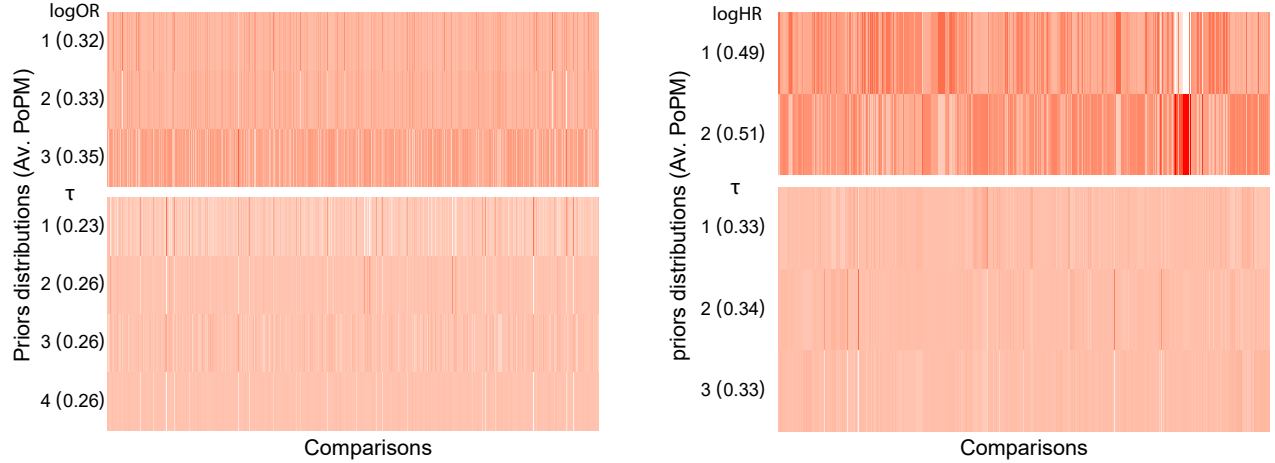 logOR
1 (0.32)
2 (0.33)
3 (0.35)
τ
1 (0.23)
2 (0.26)
3 (0.26)
4 (0.26)
Priors distributions (Av. PoPM)
Comparisons
logHR
1 (0.49)
2 (0.51)
τ
1 (0.33)
2 (0.34)
3 (0.33)
priors distributions (Av. PoPM)
Comparisons